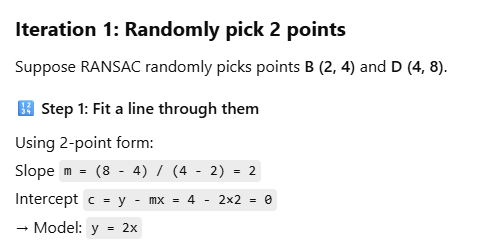 Iteration 1: Randomly pick 2 points
Suppose RANSAC randomly picks points B (2, 4) and D (4, 8).
🔢 Step 1: Fit a line through them
Using 2-point form:
Slope m = (8 - 4) / (4 - 2) = 2
Intercept c = y - mx = 4 - 2×2 = 0
→ Model: y = 2x